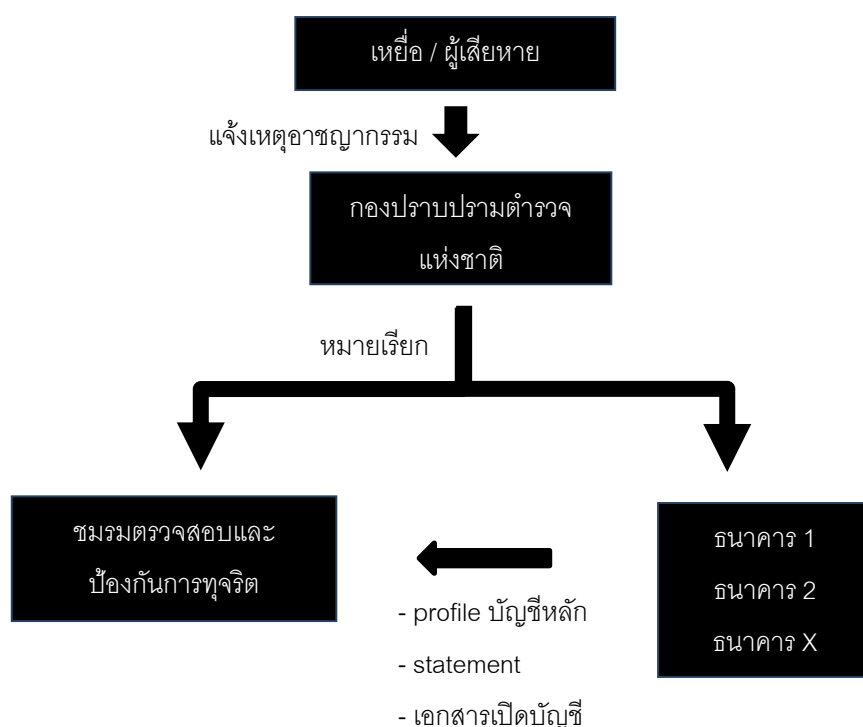 เหยื่อ / ผู้เสียหาย
แจ้งเหตุอาชญากรรม
กองปราบปรามตำรวจ
แห่งชาติ
หมายเรียก
ชมรมตรวจสอบและ
ป้องกันการทุจริต
ธนาคาร 1
ธนาคาร 2
ธนาคาร X
- profile บัญชีหลัก
- statement
- เอกสารเปิดบัญชี